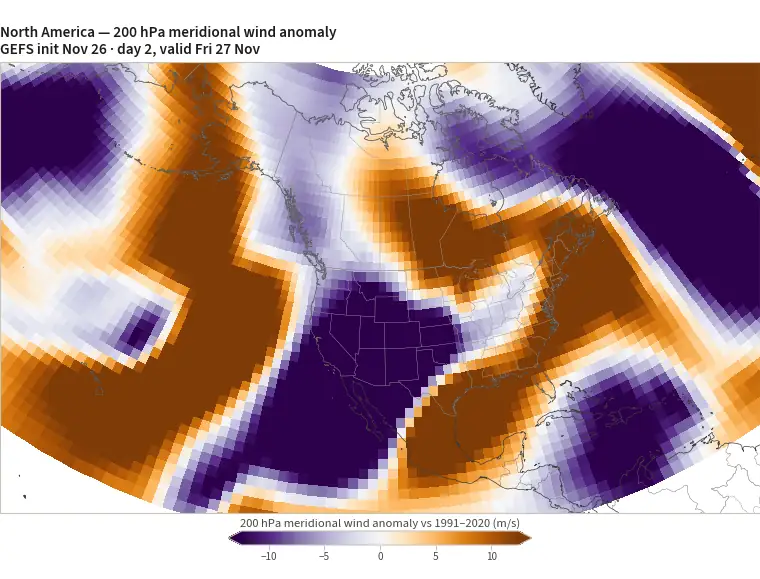 North America — 200 hPa meridional wind anomaly
GEFS init Nov 26 · day 2, valid Fri 27 Nov
200 hPa meridional wind anomaly vs 1991–2020 (m/s)
−10 −5 0 5 10